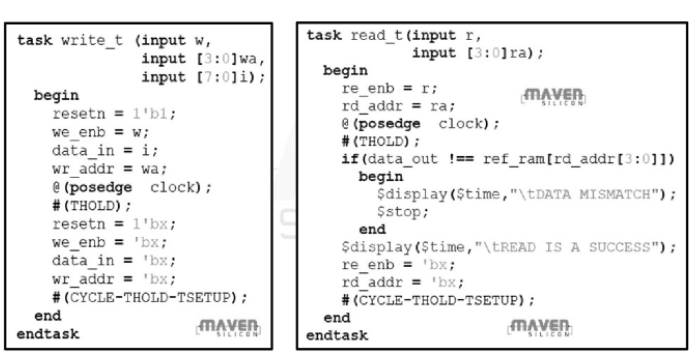 task write_t (input w,
input [3:0]wa,
input [7:0]i);
begin
resetn = 1'b1;
we_enb = w;
data_in = i;
wr_addr = wa;
@(posedge clock);
#(THOLD);
resetn = 1'bx;
we_enb = 'bx;
data_in = 'bx;
wr_addr = 'bx;
#(CYCLE-THOLD-TSETUP);
end
endtask
MAVEN
SILICON
task read_t(input r,
input [3:0]ra);
begin
re_enb = r;
rd_addr = ra;
MAVEN
SILICON
@(posedge clock);
#(THOLD);
if(data_out !== ref_ram[rd_addr[3:0]])
begin
$display($time,"\tDATA MISMATCH");
$stop;
end
$display($time,"\tREAD IS A SUCCESS");
re_enb = 'bx;
rd_addr = 'bx;
#(CYCLE-THOLD-TSETUP);
end
endtask
MAVEN
SILICON